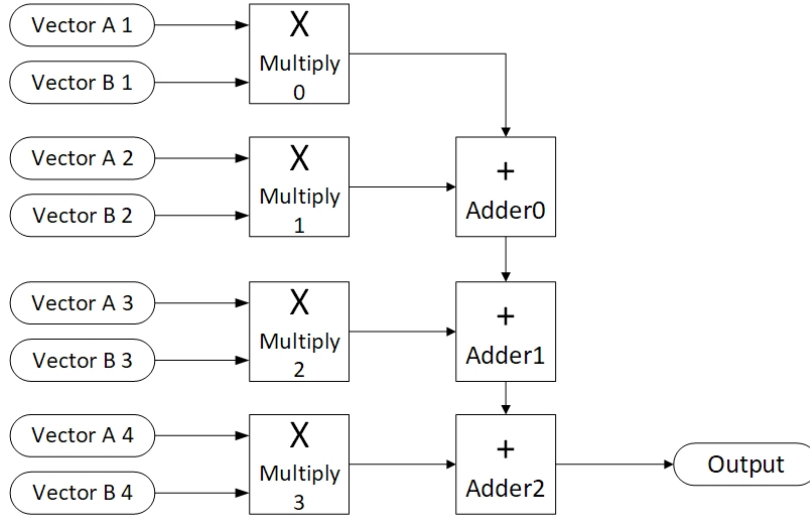 Vector A 1
Vector B 1
X
Multiply
0
Vector A 2
Vector B 2
X
Multiply
1
+
Adder0
Vector A 3
Vector B 3
X
Multiply
2
+
Adder1
Vector A 4
Vector B 4
X
Multiply
3
+
Adder2
Output